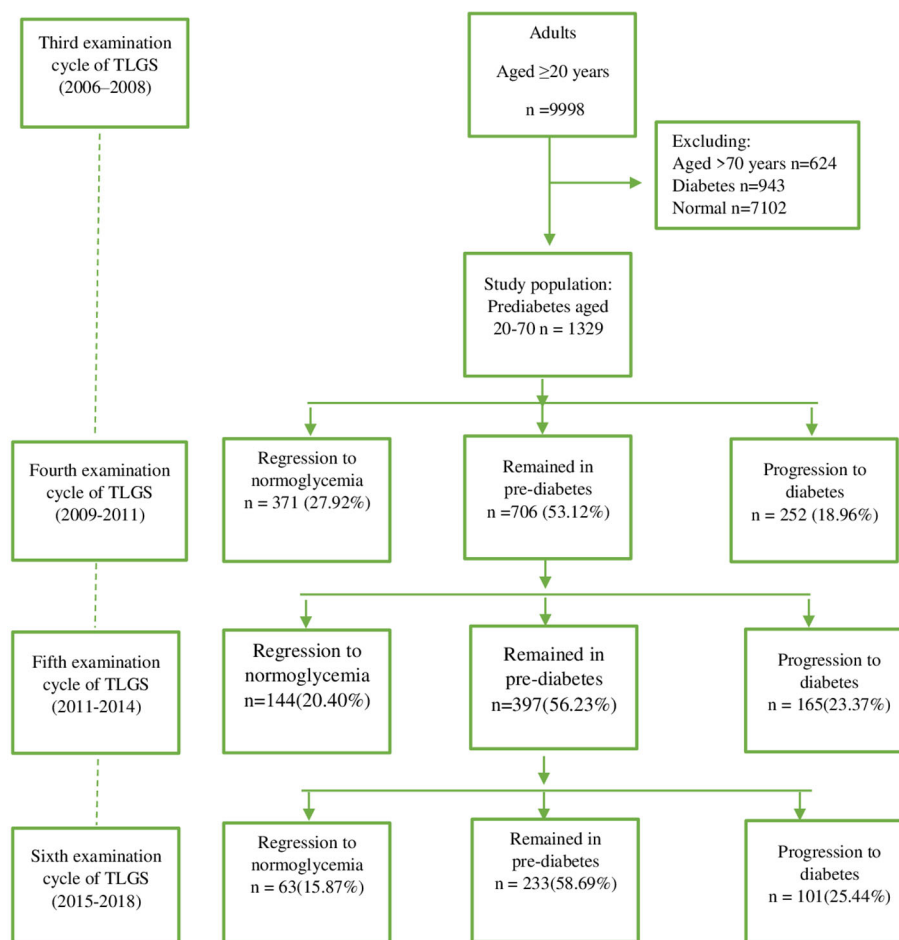 Third examination
cycle of TLGS
(2006–2008)
Adults
Aged ≥20 years
n =9998
Excluding:
Aged >70 years n=624
Diabetes n=943
Normal n=7102
Study population:
Prediabetes aged
20-70 n = 1329
Fourth examination
cycle of TLGS
(2009-2011)
Regression to
normoglycemia
n = 371 (27.92%)
Remained in
pre-diabetes
n =706 (53.12%)
Progression to
diabetes
n = 252 (18.96%)
Fifth examination
cycle of TLGS
(2011-2014)
Regression to
normoglycemia
n=144(20.40%)
Remained in
pre-diabetes
n=397(56.23%)
Progression to
diabetes
n = 165(23.37%)
Sixth examination
cycle of TLGS
(2015-2018)
Regression to
normoglycemia
n = 63(15.87%)
Remained in
pre-diabetes
n = 233(58.69%)
Progression to
diabetes
n = 101(25.44%)